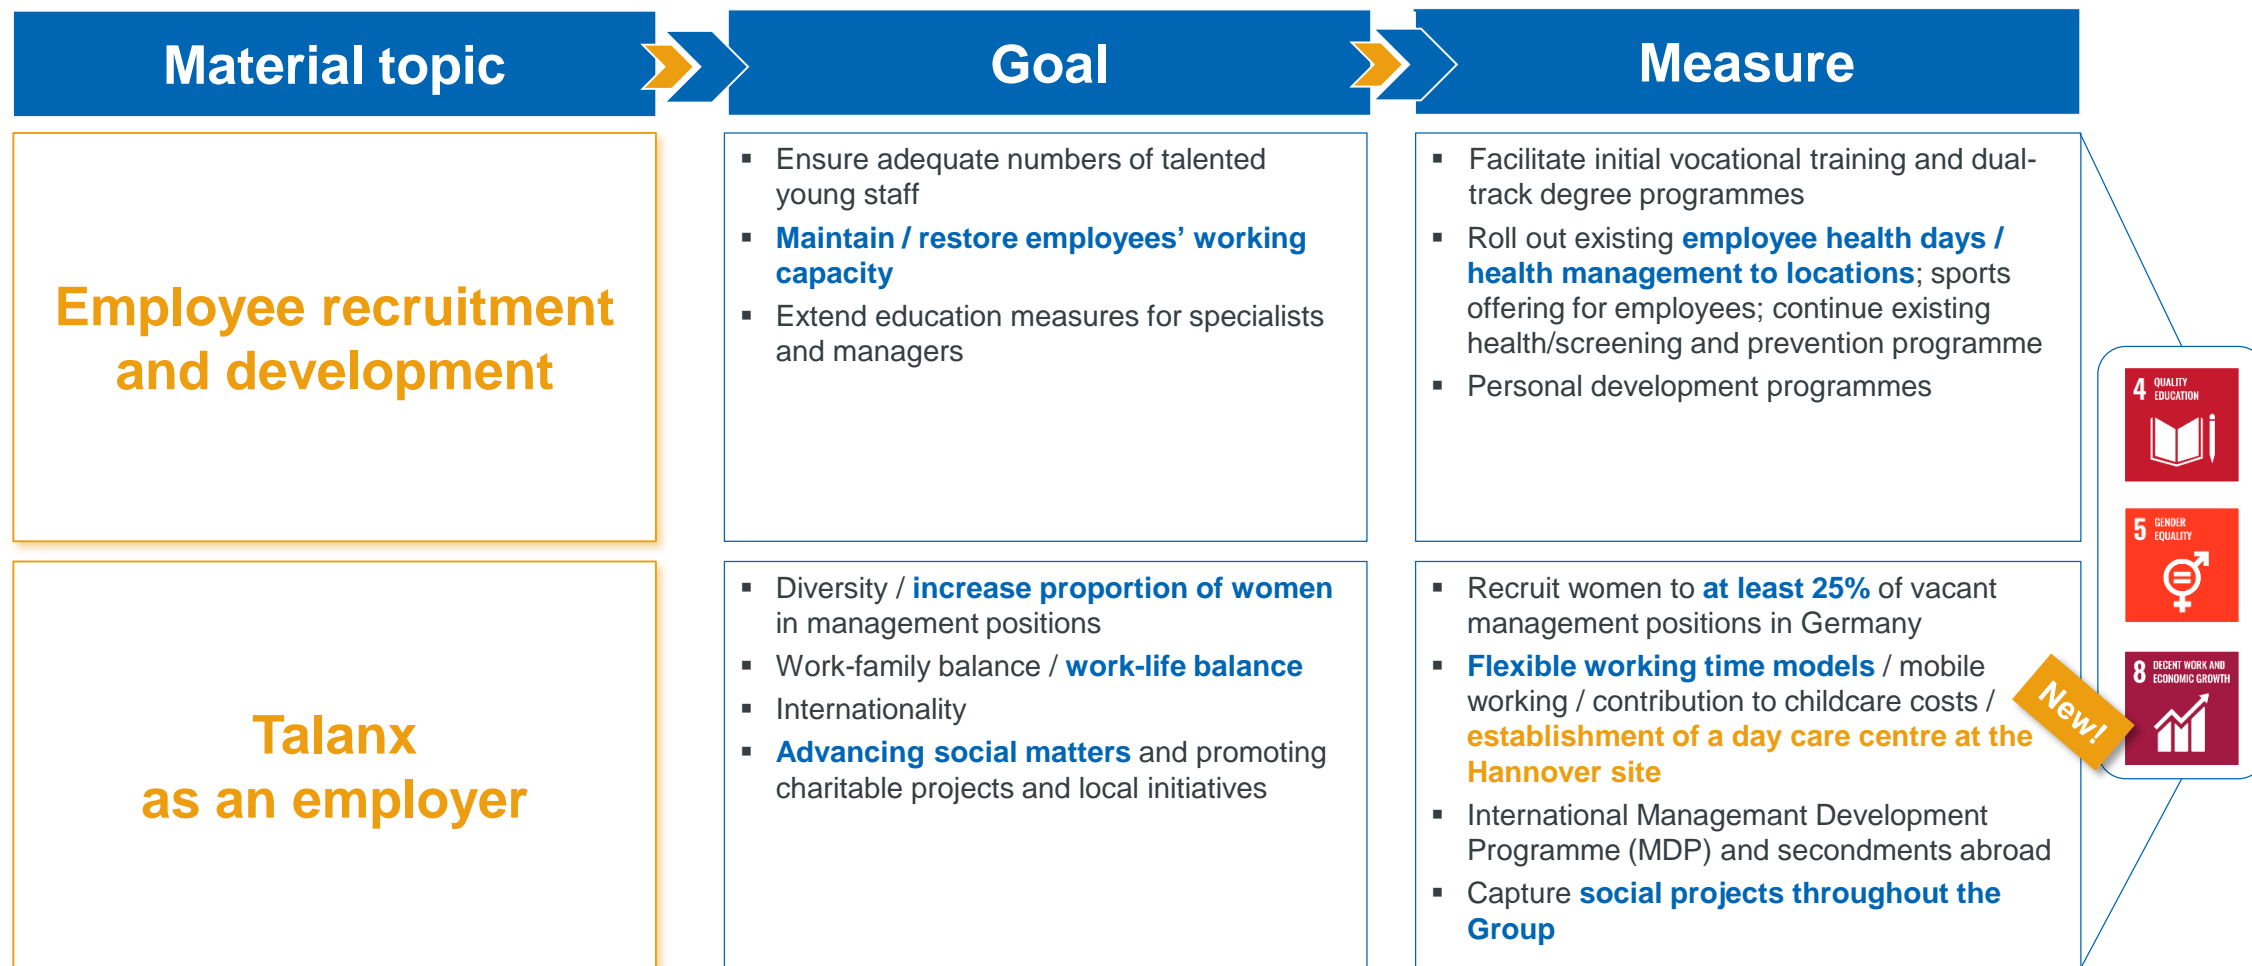 Material topic
Goal
Measure
Employee recruitment
and development
▪ Ensure adequate numbers of talented
young staff
▪ Maintain / restore employees’ working
capacity
▪ Extend education measures for specialists
and managers
▪ Facilitate initial vocational training and dual-
track degree programmes
▪ Roll out existing employee health days /
health management to locations; sports
offering for employees; continue existing
health/screening and prevention programme
▪ Personal development programmes
Talanx
as an employer
▪ Diversity / increase proportion of women
in management positions
▪ Work-family balance / work-life balance
▪ Internationality
▪ Advancing social matters and promoting
charitable projects and local initiatives
▪ Recruit women to at least 25% of vacant
management positions in Germany
▪ Flexible working time models / mobile
working / contribution to childcare costs /
establishment of a day care centre at the
Hannover site
▪ International Managemant Development
Programme (MDP) and secondments abroad
▪ Capture social projects throughout the
Group
New!
4 QUALITY
EDUCATION
5 GENDER
EQUALITY
8 DECENT WORK AND
ECONOMIC GROWTH